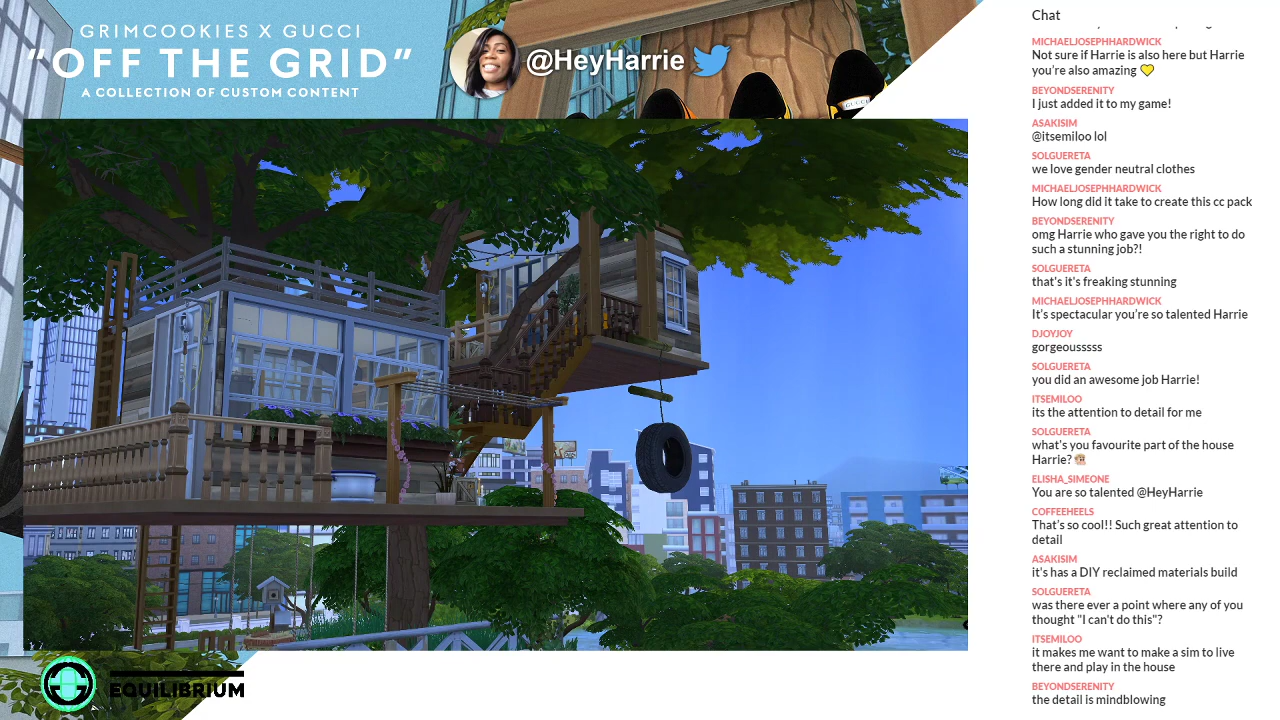 GRIMCOOKIES X GUCCI
"OFF THE GRID"
A COLLECTION OF CUSTOM CONTENT
@HeyHarrie
GUCCI
EQUILIBRIUM
Chat
MICHAELJOSEPHHARDWICK
Not sure if Harrie is also here but Harrie
you're also amazing 💛
BEYONDSERENITY
I just added it to my game!
ASAKISIM
@itsemiloo lol
SOLGUERETA
we love gender neutral clothes
MICHAELJOSEPHHARDWICK
How long did it take to create this cc pack
BEYONDSERENITY
omg Harrie who gave you the right to do
such a stunning job?!
SOLGUERETA
that's it's freaking stunning
MICHAELJOSEPHHARDWICK
It's spectacular you're so talented Harrie
DJOYJOY
gorgeousssss
SOLGUERETA
you did an awesome job Harrie!
ITSEMILOO
its the attention to detail for me
SOLGUERETA
what's you favourite part of the house
Harrie?
ELISHA_SIMEONE
You are so talented @HeyHarrie
COFFEEHEELS
That's so cool!! Such great attention to
detail
ASAKISIM
it's has a DIY reclaimed materials build
SOLGUERETA
was there ever a point where any of you
thought "I can't do this"?
ITSEMILOO
it makes me want to make a sim to live
there and play in the house
BEYONDSERENITY
the detail is mindblowing